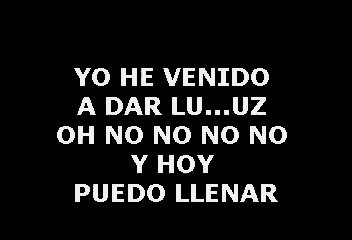 YO HE VENIDO
A DAR LU...UZ
OH NO NO NO NO
Y HOY
PUEDO LLENAR